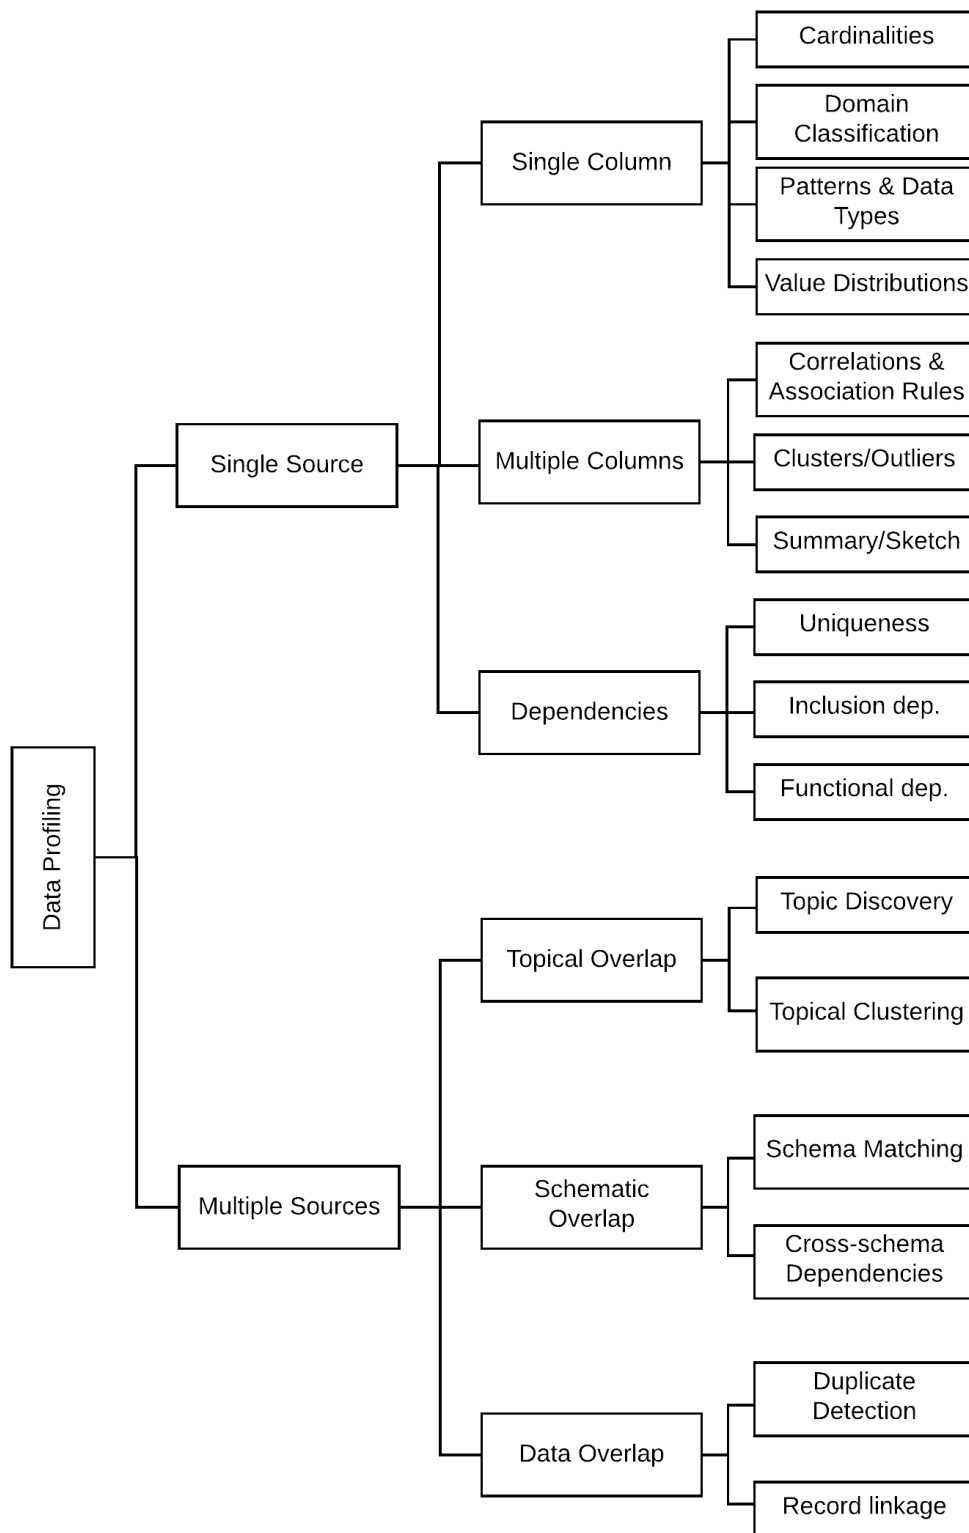 Data Profiling
Single Source
Single Column
Cardinalities
Domain
Classification
Patterns & Data
Types
Value Distributions
Multiple Columns
Correlations &
Association Rules
Clusters/Outliers
Summary/Sketch
Dependencies
Uniqueness
Inclusion dep.
Functional dep.
Multiple Sources
Topical Overlap
Topic Discovery
Topical Clustering
Schematic
Overlap
Schema Matching
Cross-schema
Dependencies
Data Overlap
Duplicate
Detection
Record linkage